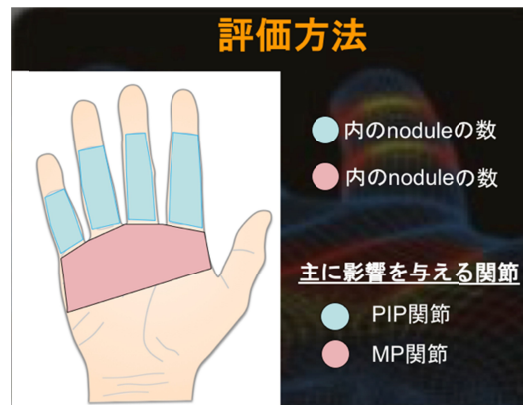 評価方法
内のnoduleの数
内のnoduleの数
主に影響を与える関節
PIP関節
MP関節